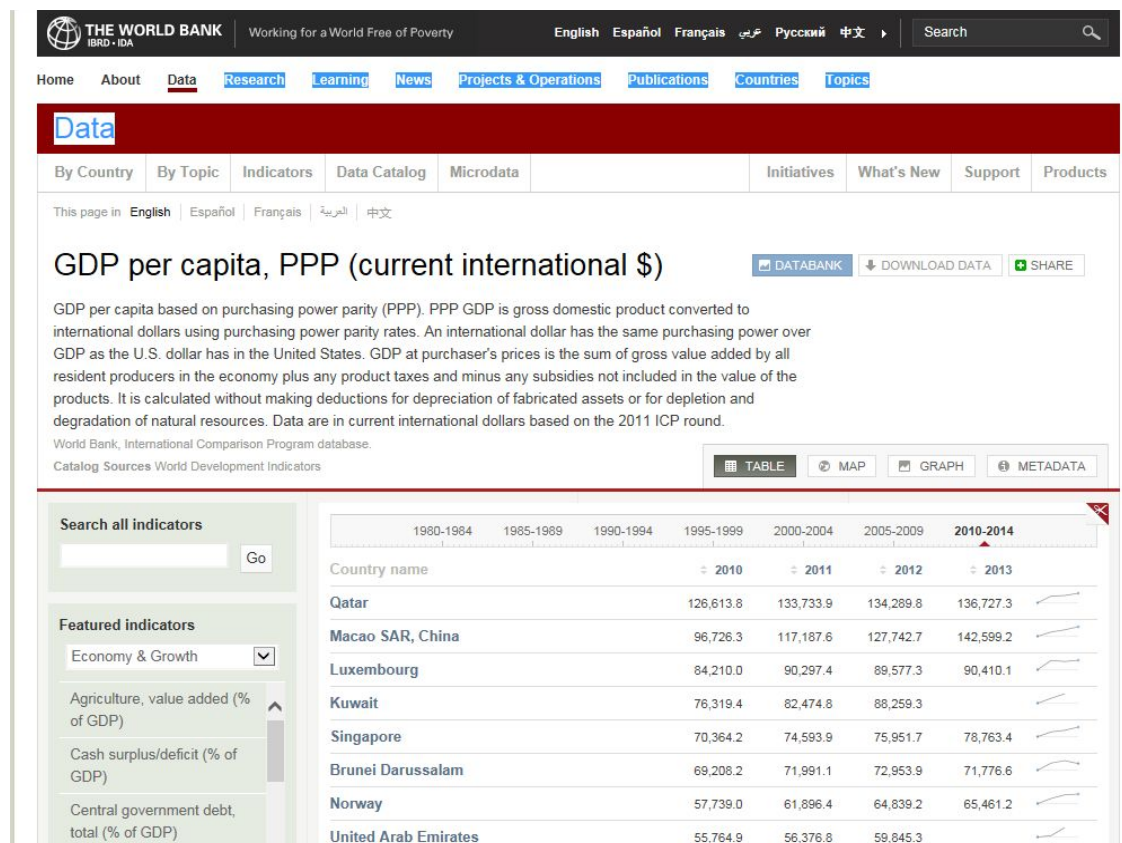 THE WORLD BANK
IBRD • IDA
Working for a World Free of Poverty
English Español Français عربي Русский 中文
Search
Home About Data Research Learning News Projects & Operations Publications Countries Topics
Data
By Country By Topic Indicators Data Catalog Microdata Initiatives What's New Support Products
This page in English Español Français العربية 中文
GDP per capita, PPP (current international $)
DATABANK DOWNLOAD DATA SHARE
GDP per capita based on purchasing power parity (PPP). PPP GDP is gross domestic product converted to
international dollars using purchasing power parity rates. An international dollar has the same purchasing power over
GDP as the U.S. dollar has in the United States. GDP at purchaser's prices is the sum of gross value added by all
resident producers in the economy plus any product taxes and minus any subsidies not included in the value of the
products. It is calculated without making deductions for depreciation of fabricated assets or for depletion and
degradation of natural resources. Data are in current international dollars based on the 2011 ICP round.
World Bank, International Comparison Program database.
Catalog Sources World Development Indicators
TABLE MAP GRAPH METADATA
Search all indicators
Go
Featured indicators
Economy & Growth
Agriculture, value added (%
of GDP)
Cash surplus/deficit (% of
GDP)
Central government debt,
total (% of GDP)
1980-1984 1985-1989 1990-1994 1995-1999 2000-2004 2005-2009 2010-2014
Country name 2010 2011 2012 2013
Qatar 126,613.8 133,733.9 134,289.8 136,727.3
Macao SAR, China 96,726.3 117,187.6 127,742.7 142,599.2
Luxembourg 84,210.0 90,297.4 89,577.3 90,410.1
Kuwait 76,319.4 82,474.8 88,259.3
Singapore 70,364.2 74,593.9 75,951.7 78,763.4
Brunei Darussalam 69,208.2 71,991.1 72,953.9 71,776.6
Norway 57,739.0 61,896.4 64,839.2 65,461.2
United Arab Emirates 55,764.9 56,376.8 59,845.3